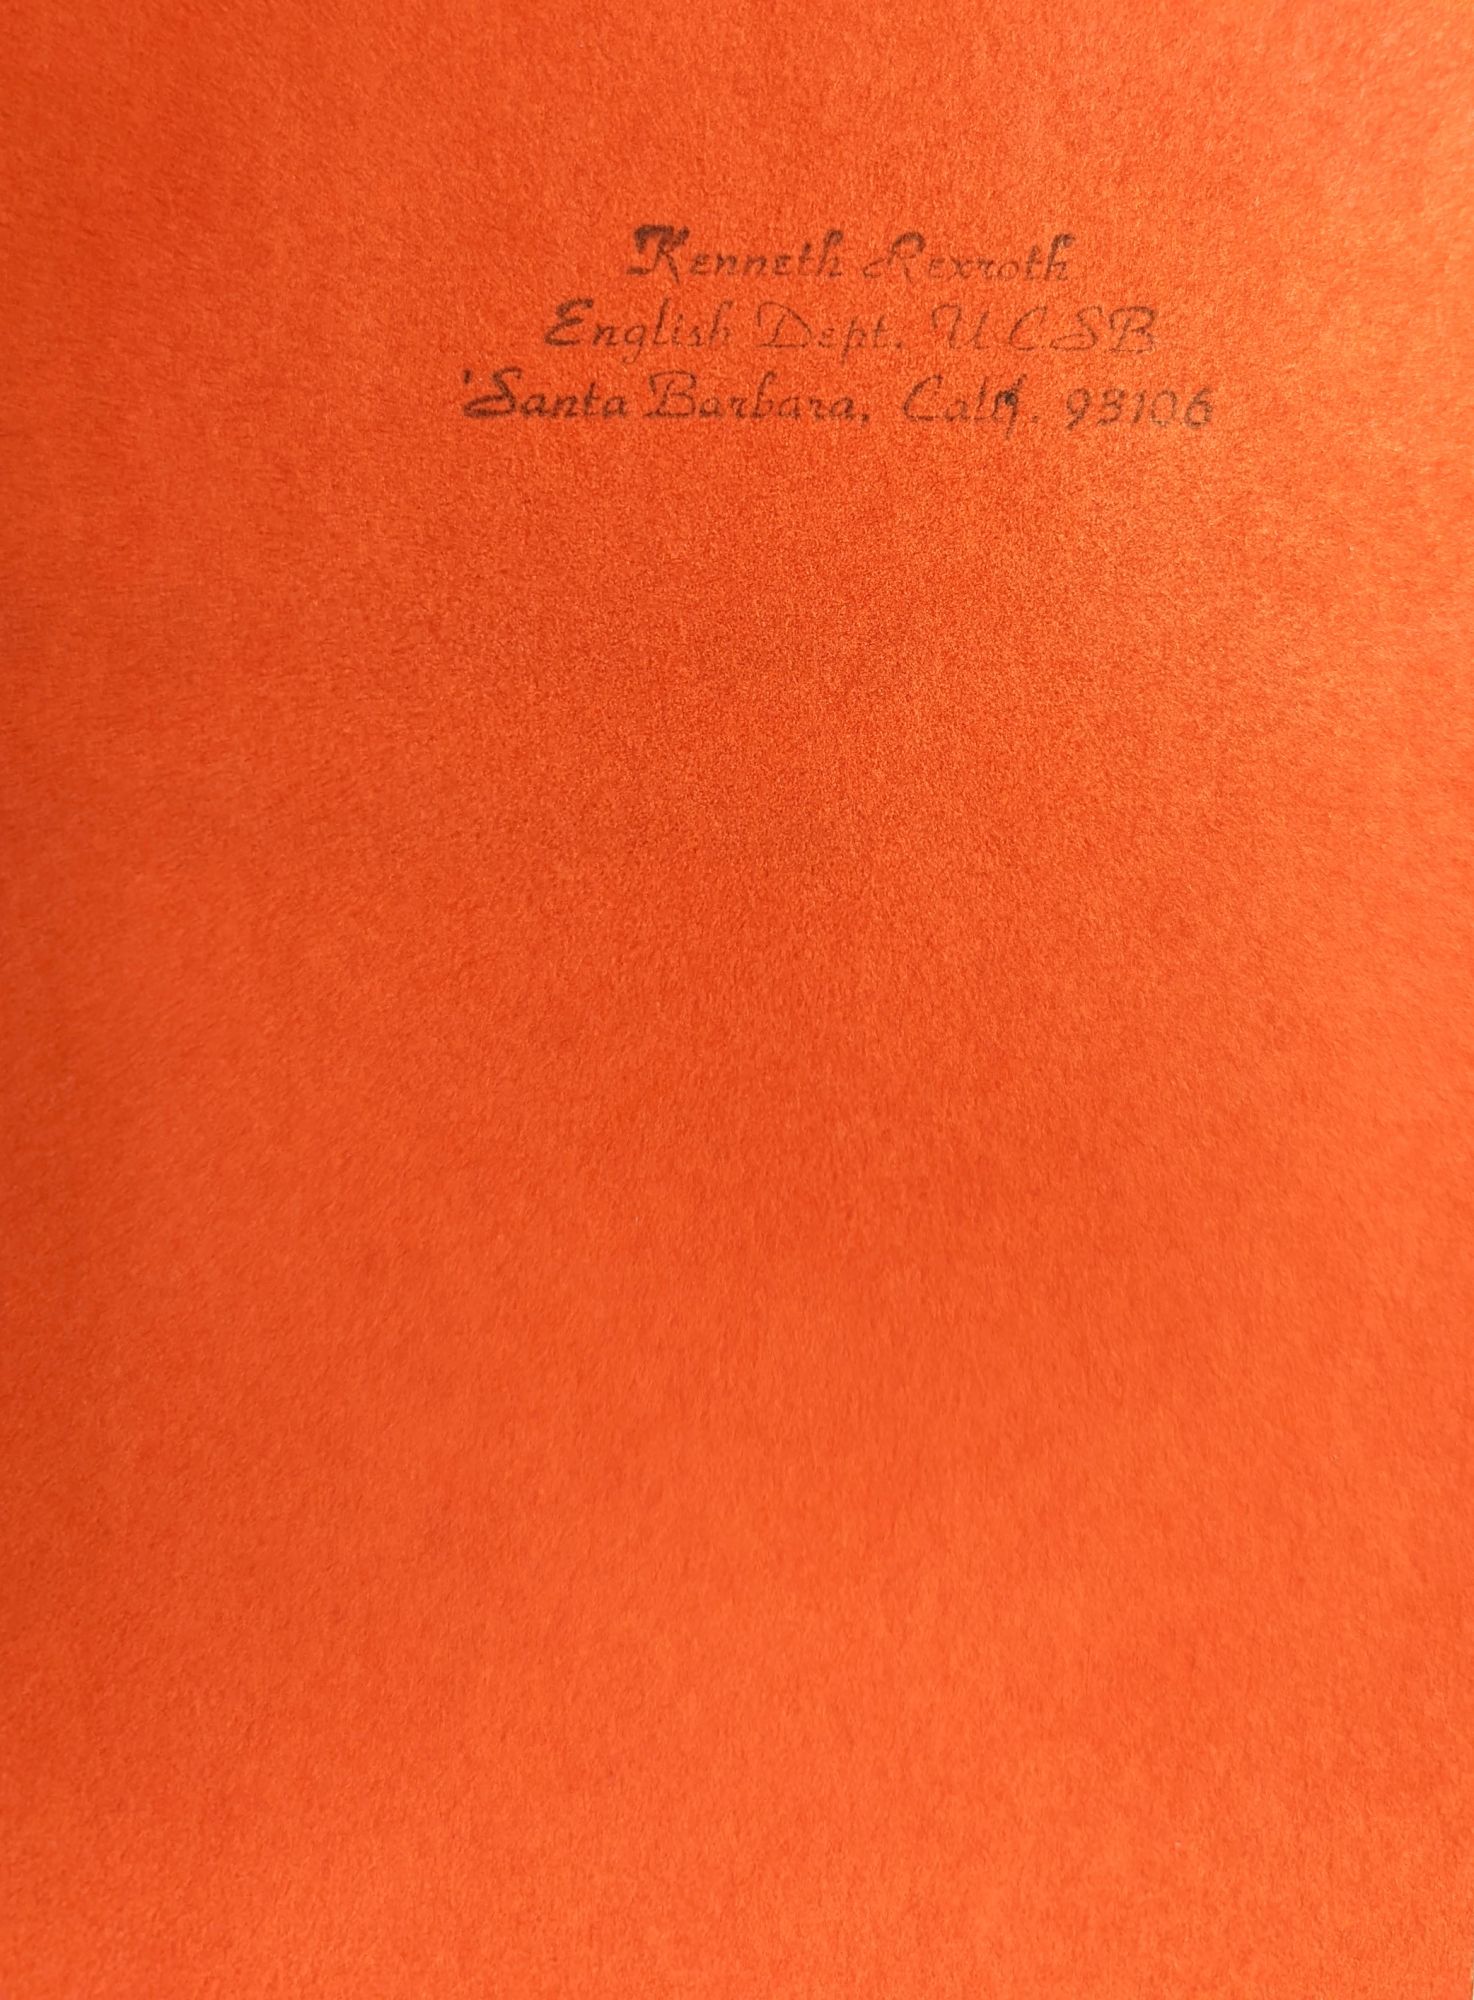 Kenneth Rexroth
English Dept. UCSB
Santa Barbara, Calif. 93106